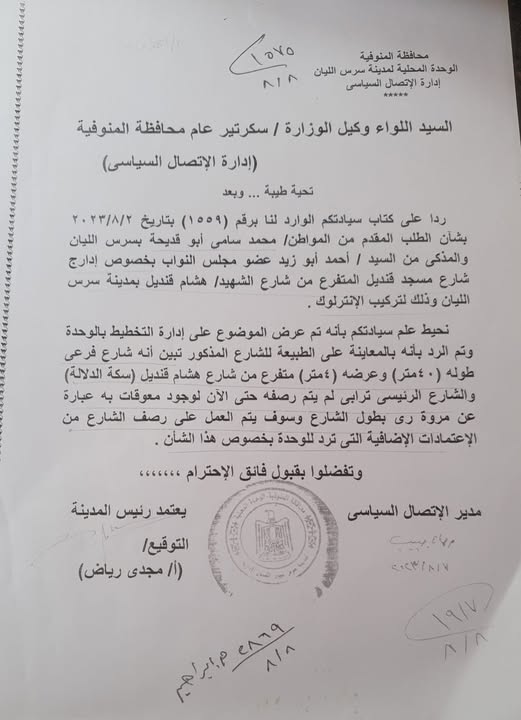 ١٥٧٥
٨/٨
محافظة المنوفية
الوحدة المحلية لمدينة سرس الليان
إدارة الإتصال السياسى
*****
السيد اللواء وكيل الوزارة / سكرتير عام محافظة المنوفية
(إدارة الإتصال السياسى)
تحية طيبة ... وبعد
ردا على كتاب سيادتكم الوارد لنا برقم (١٥٥٩) بتاريخ ٢٠٢٣/٨/٢
بشأن الطلب المقدم من المواطن/ محمد سامى أبو قديحة بسرس الليان
والمذكى من السيد / أحمد أبو زيد عضو مجلس النواب بخصوص إدارج
شارع مسجد قنديل المتفرع من شارع الشهيد/ هشام قنديل بمدينة سرس
الليان وذلك لتركيب الإنترلوك .
نحيط علم سيادتكم بأنه تم عرض الموضوع على إدارة التخطيط بالوحدة
وتم الرد بأنه بالمعاينة على الطبيعة للشارع المذكور تبين أنه شارع فرعى
طوله (٤٠متر) وعرضه (٤متر) متفرع من شارع هشام قنديل (سكة الدلالة)
والشارع الرئيسى ترابى لم يتم رصفه حتى الأن لوجود معوقات به عبارة
عن مروة رى بطول الشارع وسوف يتم العمل على رصف الشارع من
الإعتمادات الإضافية التى ترد للوحدة بخصوص هذا الشأن .
وتفضلوا بقبول فائق الإحترام ،،،،،،،
مدير الإتصال السياسى
يعتمد رئيس المدينة
التوقيع/
(أ/ مجدى رياض)
٢٠٢٣/٨/٧
١٩١٧
٨/٨
٢٨٦٩
٨/٨
م.ابراهيم